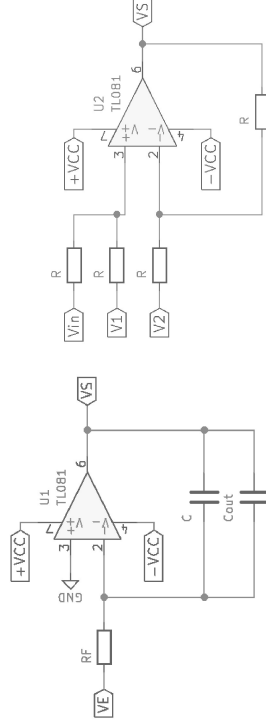 +VCC
U1
TL081
7
3
V+
6
VS
GND
2
V-
4
RF
VE
-VCC
C
Cout
+VCC
U2
TL081
7
R
Vin
3
V+
6
VS
R
V1
2
V-
4
R
V2
-VCC
R